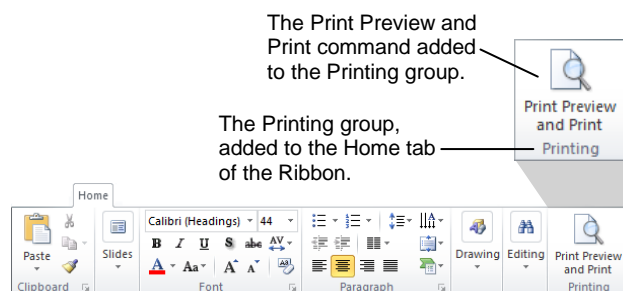 The Print Preview and
Print command added
to the Printing group.
Print Preview
and Print
Printing
The Printing group,
added to the Home tab
of the Ribbon.
Home
Calibri (Headings) 44
B I U S abc AV
A Aa A A
Paste
Slides
Drawing
Editing
Print Preview
and Print
Clipboard
Font
Paragraph
Printing